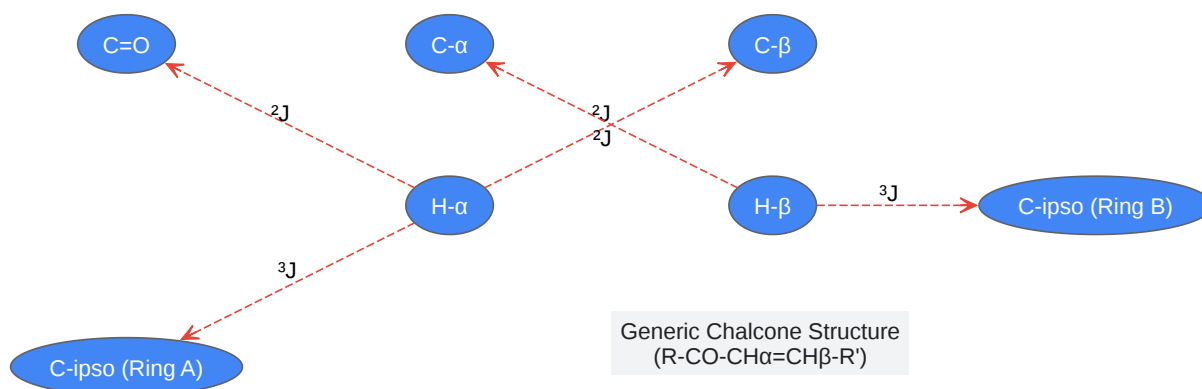 C=O
C-α
C-β
²J
²J
²J
H-α
H-β
³J
C-ipso (Ring B)
³J
Generic Chalcone Structure
(R-CO-CHα=CHβ-R')
C-ipso (Ring A)